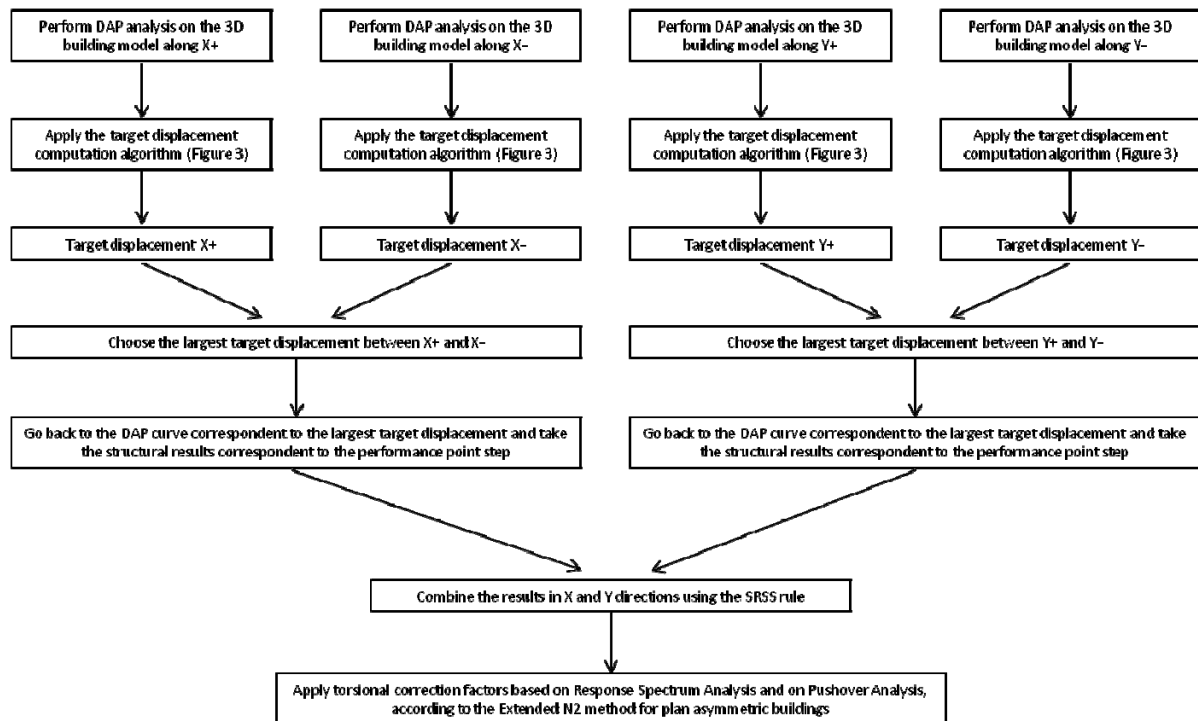 Perform DAP analysis on the 3D
building model along X+
Perform DAP analysis on the 3D
building model along X–
Perform DAP analysis on the 3D
building model along Y+
Perform DAP analysis on the 3D
building model along Y–
Apply the target displacement
computation algorithm (Figure 3)
Apply the target displacement
computation algorithm (Figure 3)
Apply the target displacement
computation algorithm (Figure 3)
Apply the target displacement
computation algorithm (Figure 3)
Target displacement X+
Target displacement X–
Target displacement Y+
Target displacement Y–
Choose the largest target displacement between X+ and X–
Choose the largest target displacement between Y+ and Y–
Go back to the DAP curve correspondent to the largest target displacement and take
the structural results correspondent to the performance point step
Go back to the DAP curve correspondent to the largest target displacement and take
the structural results correspondent to the performance point step
Combine the results in X and Y directions using the SRSS rule
Apply torsional correction factors based on Response Spectrum Analysis and on Pushover Analysis,
according to the Extended N2 method for plan asymmetric buildings